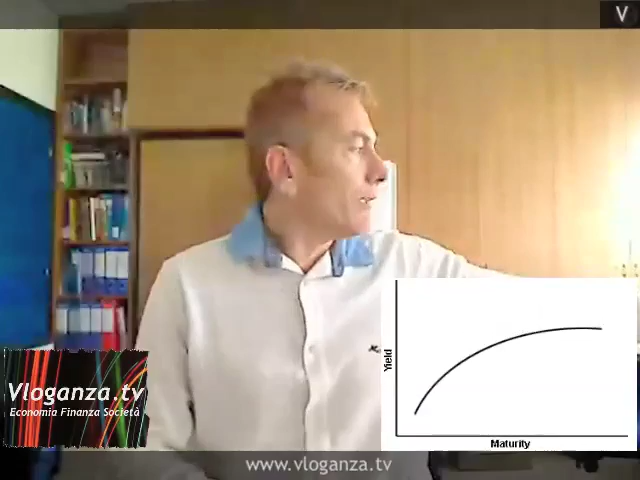 V
Yield
Maturity
Vloganza.tv
Economia Finanza Società
www.vloganza.tv